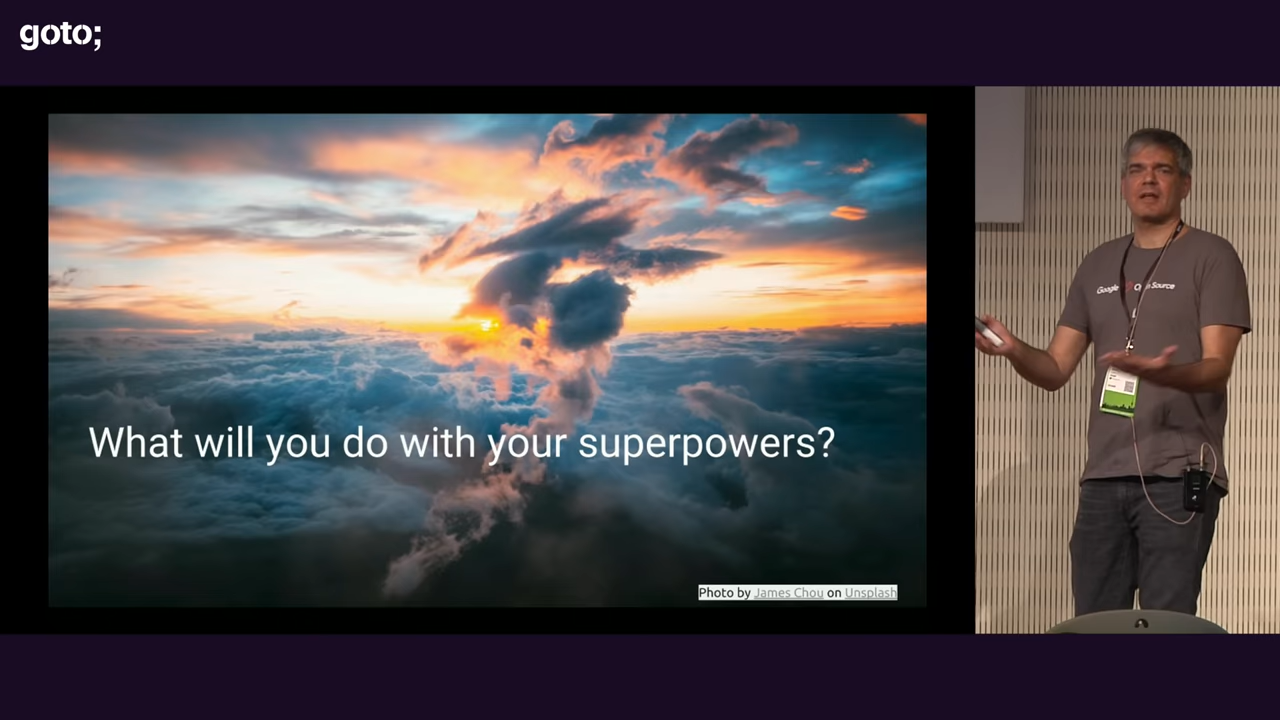 goto;
What will you do with your superpowers?
Photo by James Chou on Unsplash
Google Open Source